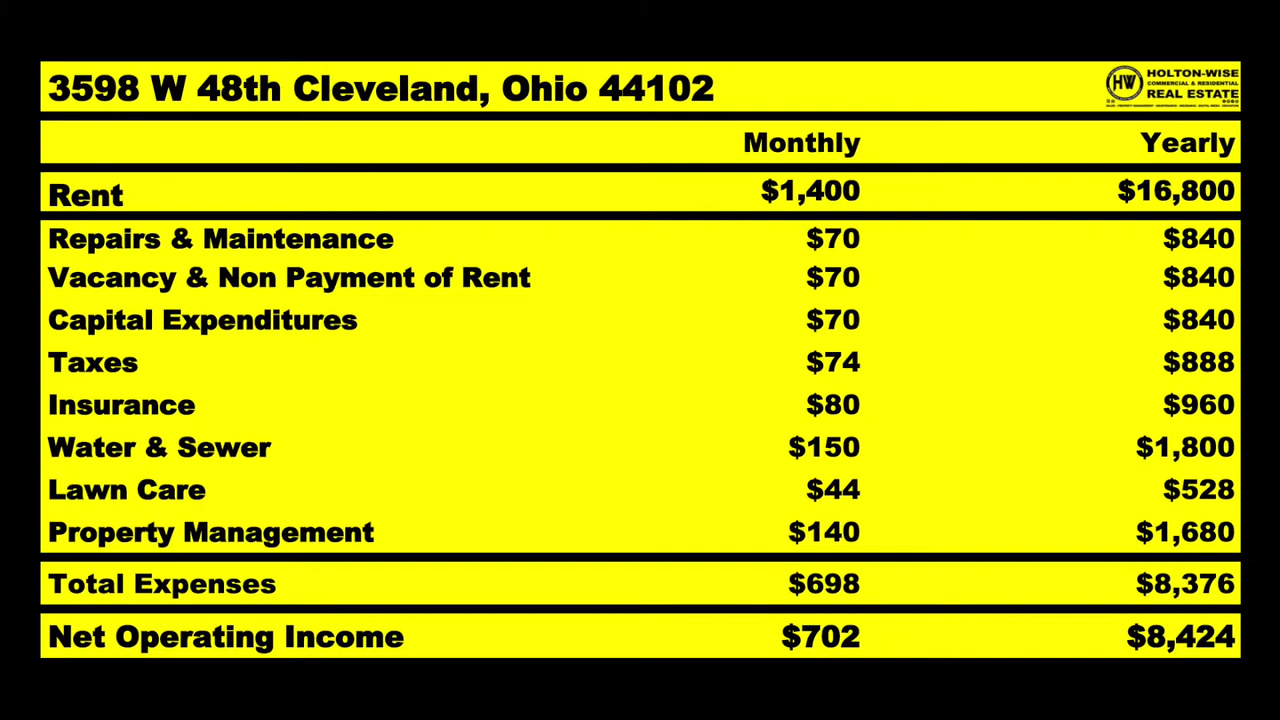 3598 W 48th Cleveland, Ohio 44102
HW
HOLTON-WISE
COMMERCIAL & RESIDENTIAL
REAL ESTATE
Monthly Yearly
Rent $1,400 $16,800
Repairs & Maintenance $70 $840
Vacancy & Non Payment of Rent $70 $840
Capital Expenditures $70 $840
Taxes $74 $888
Insurance $80 $960
Water & Sewer $150 $1,800
Lawn Care $44 $528
Property Management $140 $1,680
Total Expenses $698 $8,376
Net Operating Income $702 $8,424